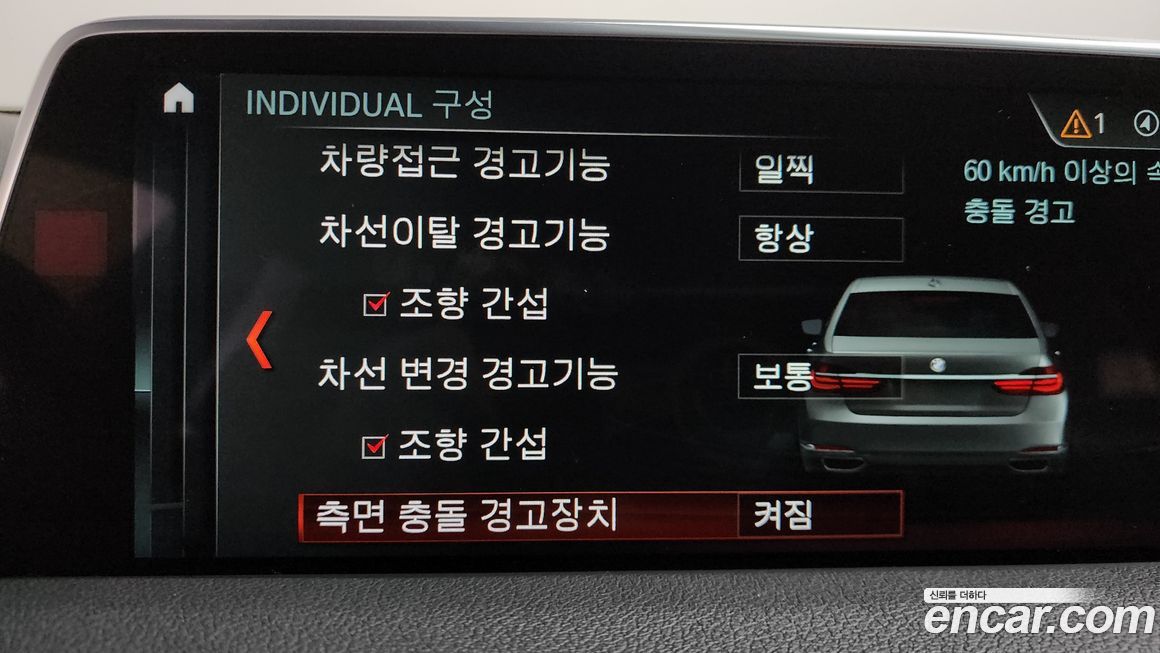 INDIVIDUAL 구성
1
차량접근 경고기능 일찍
60 km/h 이상의
충돌 경고
차선이탈 경고기능 항상
조향 간섭
차선 변경 경고기능 보통
조향 간섭
측면 충돌 경고장치 켜짐
신뢰를 더하다
encar.com